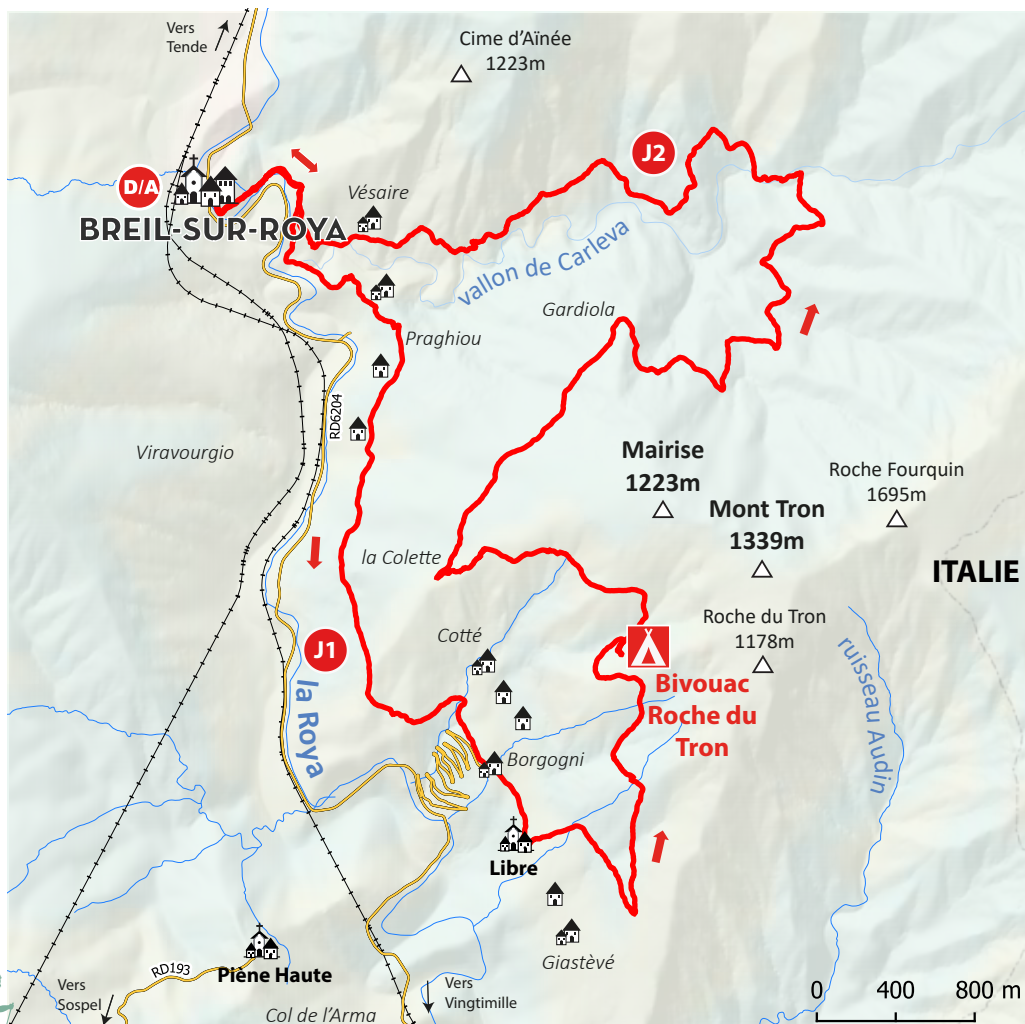 Vers
Tende
Cime d'Aïnée
1223m
J2
D/A
Vésaire
BREIL-SUR-ROYA
vallon de Carleva
Gardiola
Praghiou
RD6204
Viravourgio
Mairise
1223m
Roche Fourquin
1695m
Mont Tron
1339m
la Colette
ITALIE
Roche du Tron
1178m
Cotté
J1
ruisseau Audin
la Roya
Bivouac
Roche du
Tron
Borgogni
Libre
Giastèvé
RD193
Piène Haute
Vers
Sospel
Vers
Vingtimille
Col de l'Arma
0 400 800 m